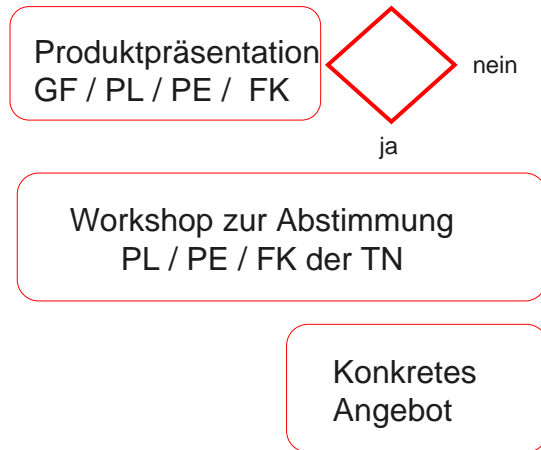 Produktpräsentation
GF / PL / PE / FK
nein
ja
Workshop zur Abstimmung
PL / PE / FK der TN
Konkretes
Angebot